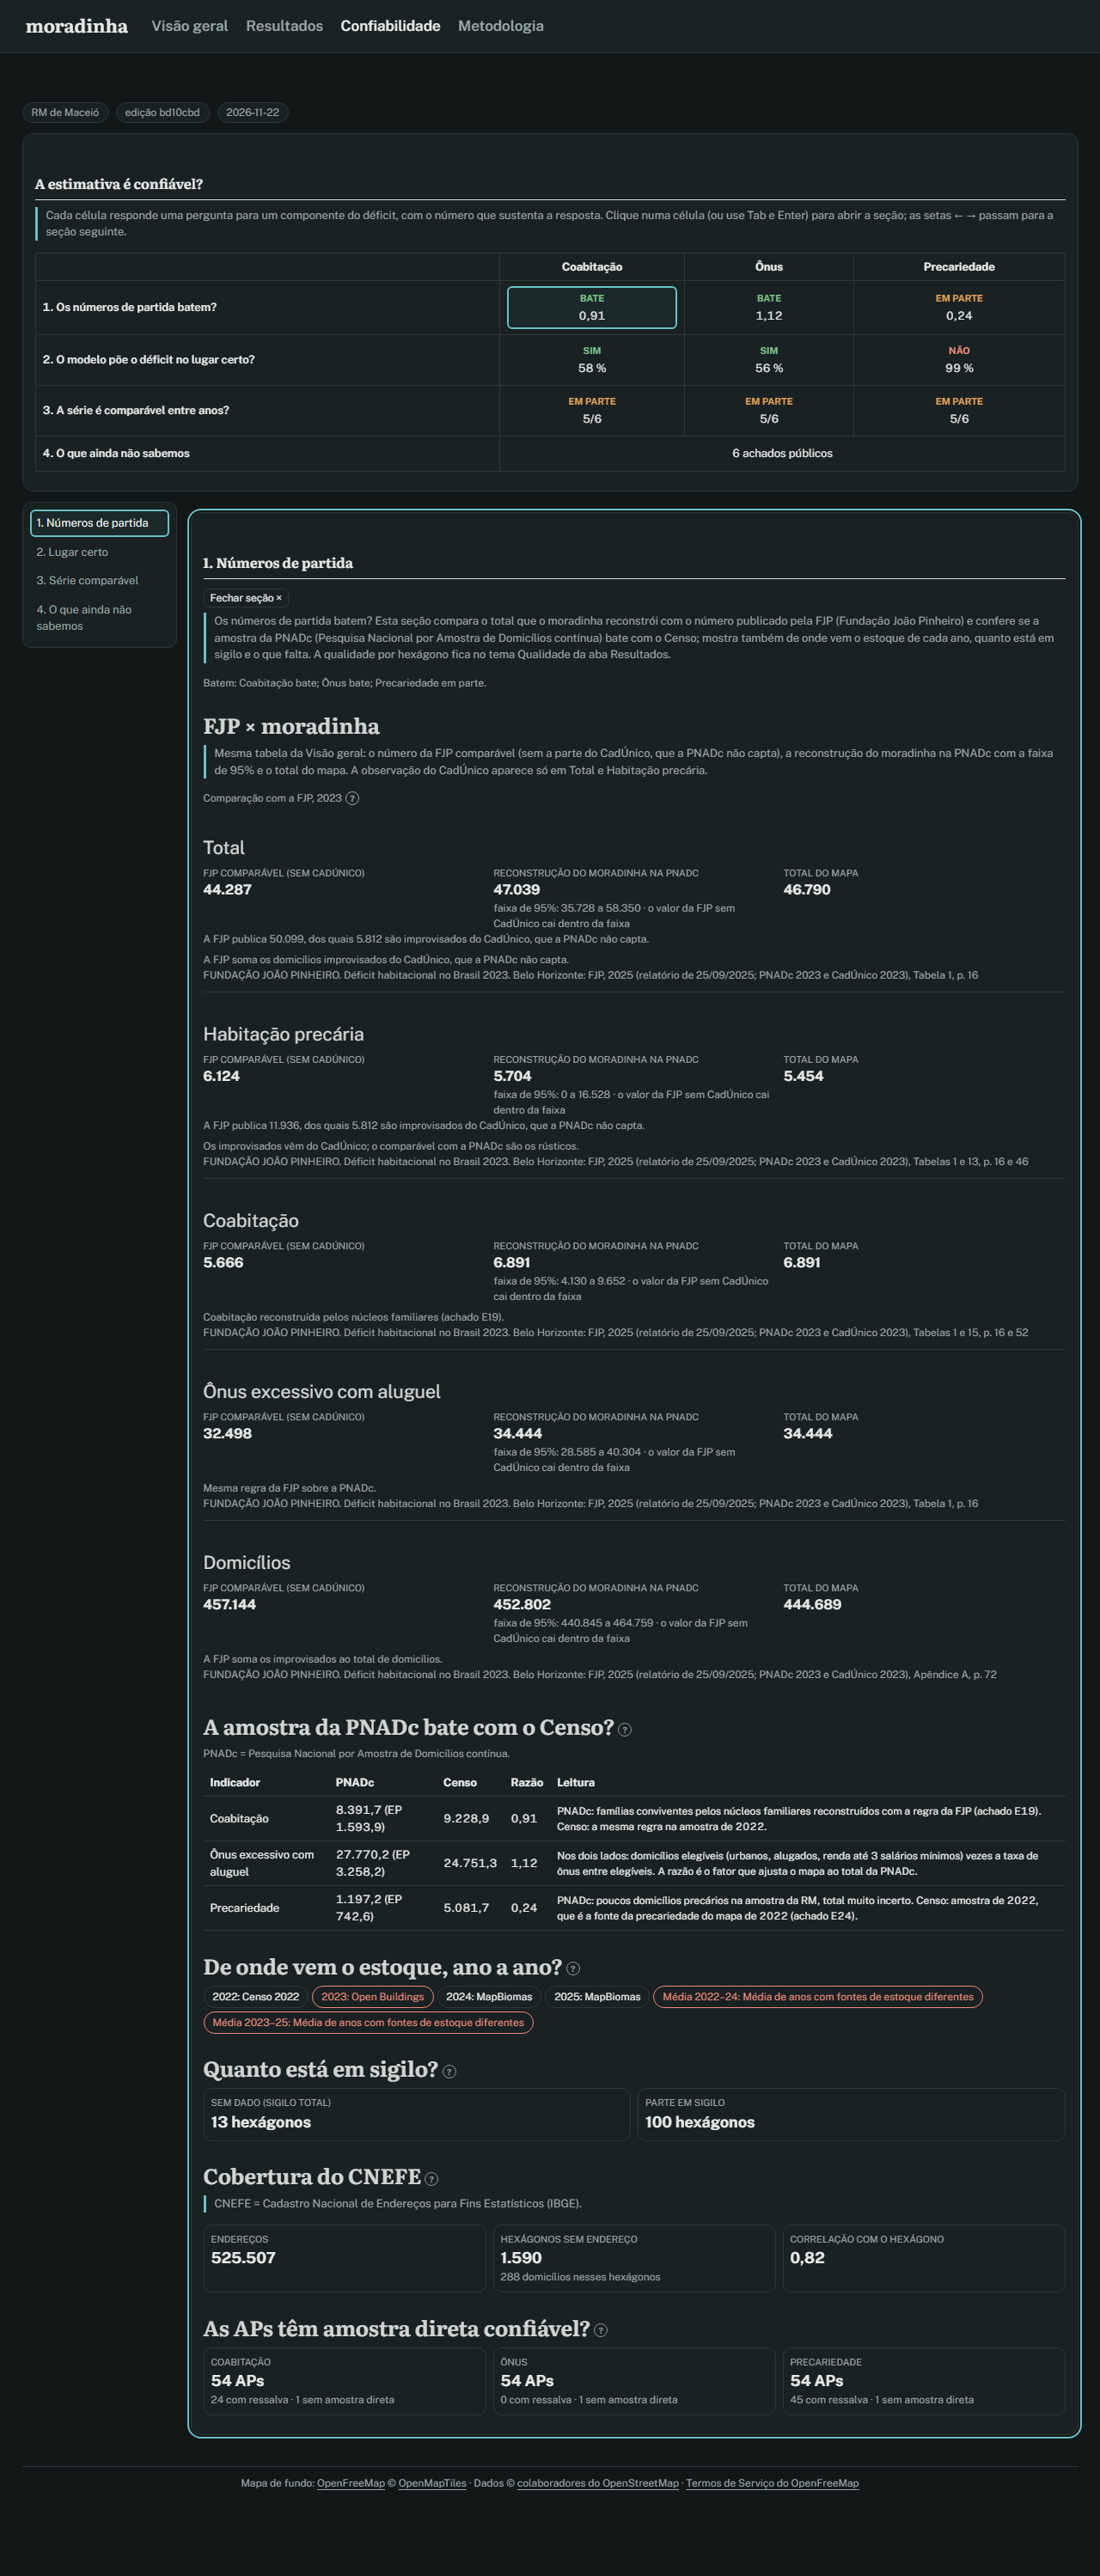 moradinha Visão geral Resultados Confiabilidade Metodologia
RM de Maceió edição bd10cbd 2026-11-22
A estimativa é confiável?
Cada célula responde uma pergunta para um componente do déficit, com o número que sustenta a resposta. Clique numa célula (ou use Tab e Enter) para abrir a seção; as setas ← → passam para a
seção seguinte.
Coabitação Ônus Precariedade
1. Os números de partida batem? BATE 0,91 BATE 1,12 EM PARTE 0,24
2. O modelo põe o déficit no lugar certo? SIM 58 % SIM 56 % NÃO 99 %
3. A série é comparável entre anos? EM PARTE 5/6 EM PARTE 5/6 EM PARTE 5/6
4. O que ainda não sabemos 6 achados públicos
1. Números de partida
2. Lugar certo
3. Série comparável
4. O que ainda não
sabemos
1. Números de partida
Fechar seção ×
Os números de partida batem? Esta seção compara o total que o moradinha reconstrói com o número publicado pela FJP (Fundação João Pinheiro) e confere se a
amostra da PNADc (Pesquisa Nacional por Amostra de Domicílios contínua) bate com o Censo; mostra também de onde vem o estoque de cada ano, quanto está em
sigilo e o que falta. A qualidade por hexágono fica no tema Qualidade da aba Resultados.
Batem: Coabitação bate; Ônus bate; Precariedade em parte.
FJP × moradinha
Mesma tabela da Visão geral: o número da FJP comparável (sem a parte do CadÚnico, que a PNADc não capta), a reconstrução do moradinha na PNADc com a faixa
de 95% e o total do mapa. A observação do CadÚnico aparece só em Total e Habitação precária.
Comparação com a FJP, 2023 ?
Total
FJP COMPARÁVEL (SEM CADÚNICO) RECONSTRUÇÃO DO MORADINHA NA PNADC TOTAL DO MAPA
44.287 47.039 46.790
faixa de 95%: 35.728 a 58.350 · o valor da FJP sem
CadÚnico cai dentro da faixa
A FJP publica 50.099, dos quais 5.812 são improvisados do CadÚnico, que a PNADc não capta.
A FJP soma os domicílios improvisados do CadÚnico, que a PNADc não capta.
FUNDAÇÃO JOÃO PINHEIRO. Déficit habitacional no Brasil 2023. Belo Horizonte: FJP, 2025 (relatório de 25/09/2025; PNADc 2023 e CadÚnico 2023), Tabela 1, p. 16
Habitação precária
FJP COMPARÁVEL (SEM CADÚNICO) RECONSTRUÇÃO DO MORADINHA NA PNADC TOTAL DO MAPA
6.124 5.704 5.454
faixa de 95%: 0 a 16.528 · o valor da FJP sem CadÚnico cai
dentro da faixa
A FJP publica 11.936, dos quais 5.812 são improvisados do CadÚnico, que a PNADc não capta.
Os improvisados vêm do CadÚnico; o comparável com a PNADc são os rústicos.
FUNDAÇÃO JOÃO PINHEIRO. Déficit habitacional no Brasil 2023. Belo Horizonte: FJP, 2025 (relatório de 25/09/2025; PNADc 2023 e CadÚnico 2023), Tabelas 1 e 13, p. 16 e 46
Coabitação
FJP COMPARÁVEL (SEM CADÚNICO) RECONSTRUÇÃO DO MORADINHA NA PNADC TOTAL DO MAPA
5.666 6.891 6.891
faixa de 95%: 4.130 a 9.652 · o valor da FJP sem CadÚnico
cai dentro da faixa
Coabitação reconstruída pelos núcleos familiares (achado E19).
FUNDAÇÃO JOÃO PINHEIRO. Déficit habitacional no Brasil 2023. Belo Horizonte: FJP, 2025 (relatório de 25/09/2025; PNADc 2023 e CadÚnico 2023), Tabelas 1 e 15, p. 16 e 52
Ônus excessivo com aluguel
FJP COMPARÁVEL (SEM CADÚNICO) RECONSTRUÇÃO DO MORADINHA NA PNADC TOTAL DO MAPA
32.498 34.444 34.444
faixa de 95%: 28.585 a 40.304 · o valor da FJP sem
CadÚnico cai dentro da faixa
Mesma regra da FJP sobre a PNADc.
FUNDAÇÃO JOÃO PINHEIRO. Déficit habitacional no Brasil 2023. Belo Horizonte: FJP, 2025 (relatório de 25/09/2025; PNADc 2023 e CadÚnico 2023), Tabela 1, p. 16
Domicílios
FJP COMPARÁVEL (SEM CADÚNICO) RECONSTRUÇÃO DO MORADINHA NA PNADC TOTAL DO MAPA
457.144 452.802 444.689
faixa de 95%: 440.845 a 464.759 · o valor da FJP sem
CadÚnico cai dentro da faixa
A FJP soma os improvisados ao total de domicílios.
FUNDAÇÃO JOÃO PINHEIRO. Déficit habitacional no Brasil 2023. Belo Horizonte: FJP, 2025 (relatório de 25/09/2025; PNADc 2023 e CadÚnico 2023), Apêndice A, p. 72
A amostra da PNADc bate com o Censo? ?
PNADc = Pesquisa Nacional por Amostra de Domicílios contínua.
Indicador PNADc Censo Razão Leitura
Coabitação 8.391,7 (EP 1.593,9) 9.228,9 0,91 PNADc: famílias conviventes pelos núcleos familiares reconstruídos com a regra da FJP (achado E19).
Censo: a mesma regra na amostra de 2022.
Ônus excessivo com aluguel 27.770,2 (EP 3.258,2) 24.751,3 1,12 Nos dois lados: domicílios elegíveis (urbanos, alugados, renda até 3 salários mínimos) vezes a taxa de
ônus entre elegíveis. A razão é o fator que ajusta o mapa ao total da PNADc.
Precariedade 1.197,2 (EP 742,6) 5.081,7 0,24 PNADc: poucos domicílios precários na amostra da RM, total muito incerto. Censo: amostra de 2022,
que é a fonte da precariedade do mapa de 2022 (achado E24).
De onde vem o estoque, ano a ano? ?
2022: Censo 2022 2023: Open Buildings 2024: MapBiomas 2025: MapBiomas Média 2022–24: Média de anos com fontes de estoque diferentes
Média 2023–25: Média de anos com fontes de estoque diferentes
Quanto está em sigilo? ?
SEM DADO (SIGILO TOTAL) PARTE EM SIGILO
13 hexágonos 100 hexágonos
Cobertura do CNEFE ?
CNEFE = Cadastro Nacional de Endereços para Fins Estatísticos (IBGE).
ENDEREÇOS HEXÁGONOS SEM ENDEREÇO CORRELAÇÃO COM O HEXÁGONO
525.507 1.590 0,82
288 domicílios nesses hexágonos
As APs têm amostra direta confiável? ?
COABITAÇÃO ÔNUS PRECARIEDADE
54 APs 54 APs 54 APs
24 com ressalva · 1 sem amostra direta 0 com ressalva · 1 sem amostra direta 45 com ressalva · 1 sem amostra direta
Mapa de fundo: OpenFreeMap © OpenMapTiles · Dados © colaboradores do OpenStreetMap · Termos de Serviço do OpenFreeMap